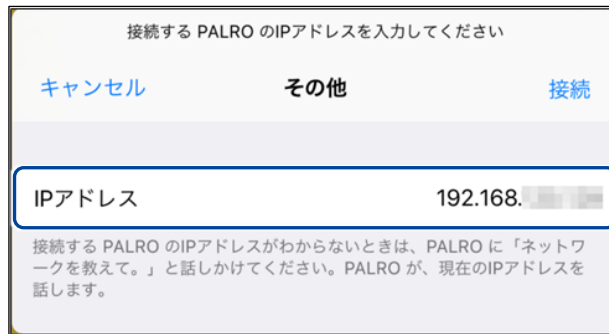 接続する PALRO のIPアドレスを入力してください
キャンセル その他 接続
IPアドレス 192.168.
接続する PALRO のIPアドレスがわからないときは、PALRO に「ネットワ
ークを教えて。」と話しかけてください。PALRO が、現在のIPアドレスを
話します。